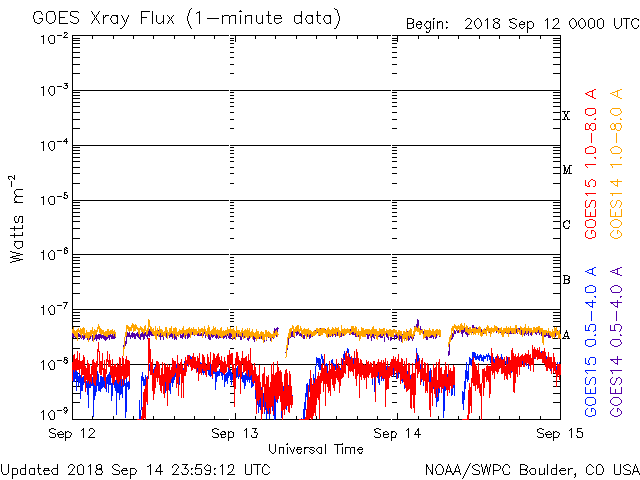 GOES Xray Flux (1-minute data)
Begin: 2018 Sep 12 0000 UTC
10⁻²
10⁻³
10⁻⁴
10⁻⁵
10⁻⁶
10⁻⁷
10⁻⁸
10⁻⁹
Watts m⁻²
X
M
C
B
A
GOES15 1.0-8.0 A
GOES14 1.0-8.0 A
GOES15 0.5-4.0 A
GOES14 0.5-4.0 A
Sep 12 Sep 13 Sep 14 Sep 15
Universal Time
Updated 2018 Sep 14 23:59:12 UTC
NOAA/SWPC Boulder, CO USA